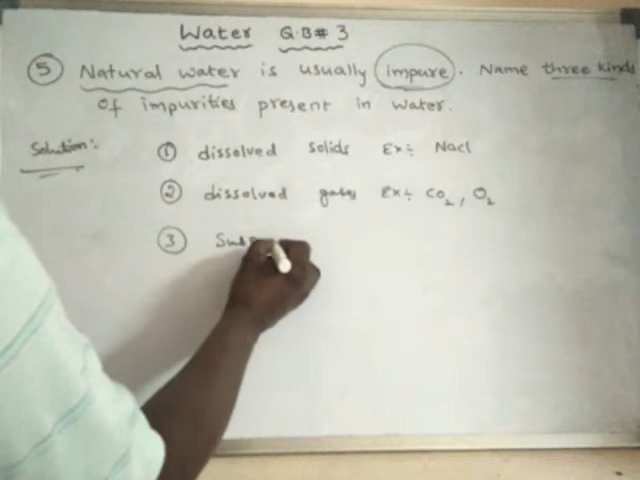 Water Q.B# 3
5 Natural water is usually impure. Name three kinds
of impurities present in water.
Solution:-
1 dissolved solids Ex:- Nacl
2 dissolved gases Ex:- CO2, O2
3 Sus